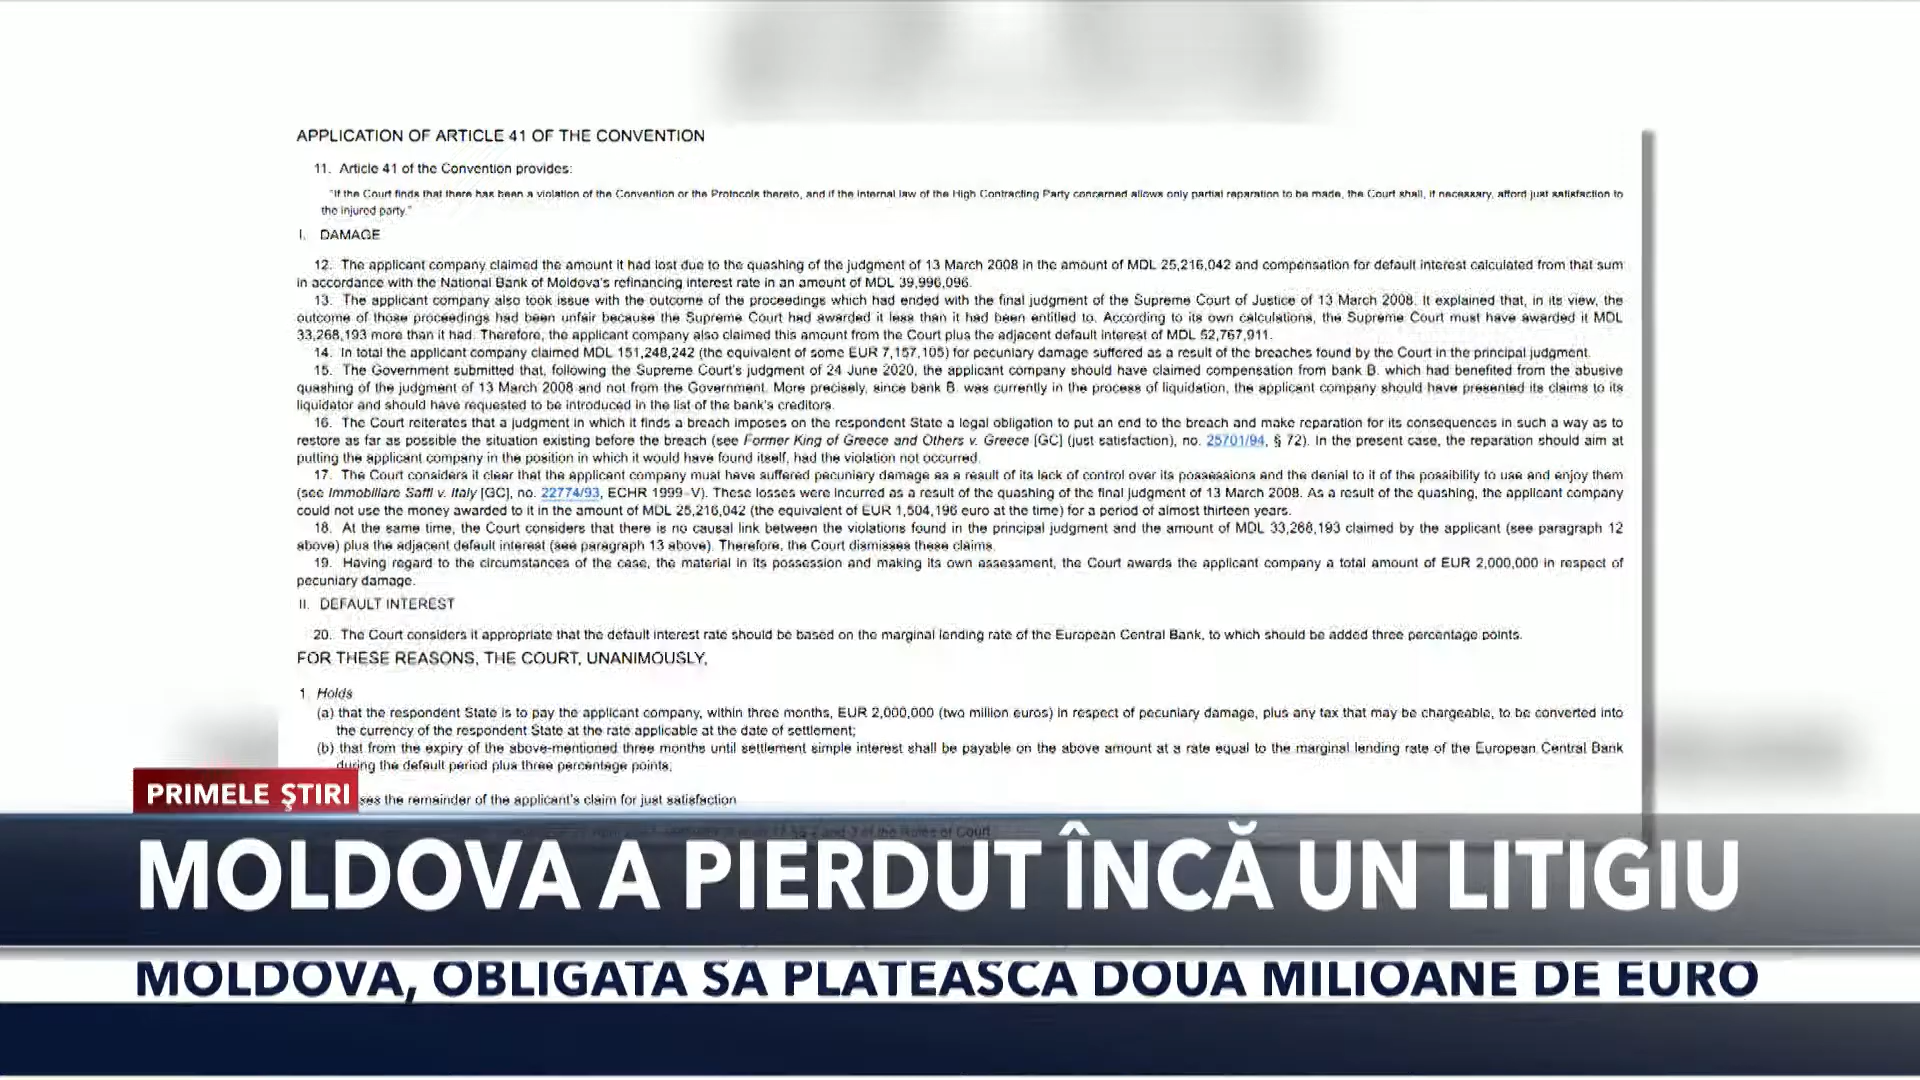 APPLICATION OF ARTICLE 41 OF THE CONVENTION
11. Article 41 of the Convention provides:
"If the Court finds that there has been a violation of the Convention or the Protocols thereto, and if the internal law of the High Contracting Party concerned allows only partial reparation to be made, the Court shall, if necessary, afford just satisfaction to
the injured party."
I. DAMAGE
12. The applicant company claimed the amount it had lost due to the quashing of the judgment of 13 March 2008 in the amount of MDL 25,216,042 and compensation for default interest calculated from that sum
in accordance with the National Bank of Moldova's refinancing interest rate in an amount of MDL 39,996,096.
13. The applicant company also took issue with the outcome of the proceedings which had ended with the final judgment of the Supreme Court of Justice of 13 March 2008. It explained that, in its view, the
outcome of those proceedings had been unfair because the Supreme Court had awarded it less than it had been entitled to. According to its own calculations, the Supreme Court must have awarded it MDL
33,268,193 more than it had. Therefore, the applicant company also claimed this amount from the Court plus the adjacent default interest of MDL 52,767,911.
14. In total the applicant company claimed MDL 151,248,242 (the equivalent of some EUR 7,157,105) for pecuniary damage suffered as a result of the breaches found by the Court in the principal judgment.
15. The Government submitted that, following the Supreme Court's judgment of 24 June 2020, the applicant company should have claimed compensation from bank B. which had benefited from the abusive
quashing of the judgment of 13 March 2008 and not from the Government. More precisely, since bank B. was currently in the process of liquidation, the applicant company should have presented its claims to its
liquidator and should have requested to be introduced in the list of the bank's creditors.
16. The Court reiterates that a judgment in which it finds a breach imposes on the respondent State a legal obligation to put an end to the breach and make reparation for its consequences in such a way as to
restore as far as possible the situation existing before the breach (see Former King of Greece and Others v. Greece [GC] (just satisfaction), no. 25701/94, § 72). In the present case, the reparation should aim at
putting the applicant company in the position in which it would have found itself, had the violation not occurred.
17. The Court considers it clear that the applicant company must have suffered pecuniary damage as a result of its lack of control over its possessions and the denial to it of the possibility to use and enjoy them
(see Immobiliare Saffi v. Italy [GC], no. 22774/93, ECHR 1999-V). These losses were incurred as a result of the quashing of the final judgment of 13 March 2008. As a result of the quashing, the applicant company
could not use the money awarded to it in the amount of MDL 25,216,042 (the equivalent of EUR 1,504,196 euro at the time) for a period of almost thirteen years.
18. At the same time, the Court considers that there is no causal link between the violations found in the principal judgment and the amount of MDL 33,268,193 claimed by the applicant (see paragraph 12
above) plus the adjacent default interest (see paragraph 13 above). Therefore, the Court dismisses these claims.
19. Having regard to the circumstances of the case, the material in its possession and making its own assessment, the Court awards the applicant company a total amount of EUR 2,000,000 in respect of
pecuniary damage.
II. DEFAULT INTEREST
20. The Court considers it appropriate that the default interest rate should be based on the marginal lending rate of the European Central Bank, to which should be added three percentage points.
FOR THESE REASONS, THE COURT, UNANIMOUSLY,
1. Holds
(a) that the respondent State is to pay the applicant company, within three months, EUR 2,000,000 (two million euros) in respect of pecuniary damage, plus any tax that may be chargeable, to be converted into
the currency of the respondent State at the rate applicable at the date of settlement;
(b) that from the expiry of the above-mentioned three months until settlement simple interest shall be payable on the above amount at a rate equal to the marginal lending rate of the European Central Bank
during the default period plus three percentage points;
PRIMELE ŞTIRI
ses the remainder of the applicant's claim for just satisfaction
and 3 of the Rules of Court
MOLDOVA A PIERDUT ÎNCĂ UN LITIGIU
MOLDOVA, OBLIGATA SA PLATEASCA DOUA MILIOANE DE EURO